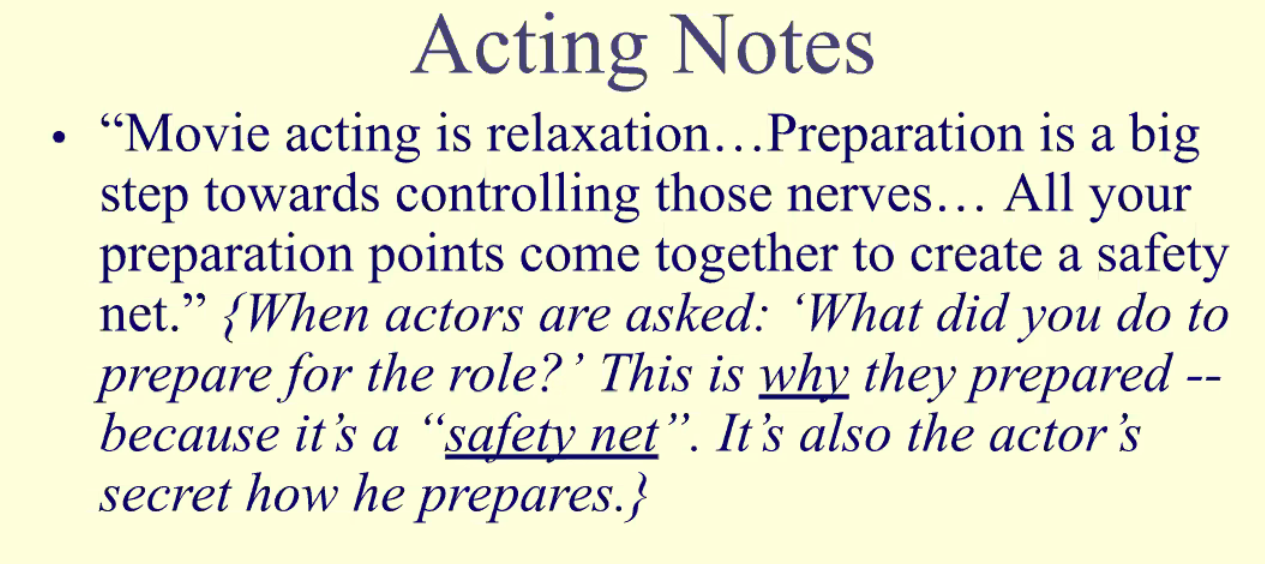 Acting Notes
• “Movie acting is relaxation…Preparation is a big
step towards controlling those nerves… All your
preparation points come together to create a safety
net.” {When actors are asked: ‘What did you do to
prepare for the role?’ This is why they prepared --
because it’s a “safety net”. It’s also the actor’s
secret how he prepares.}